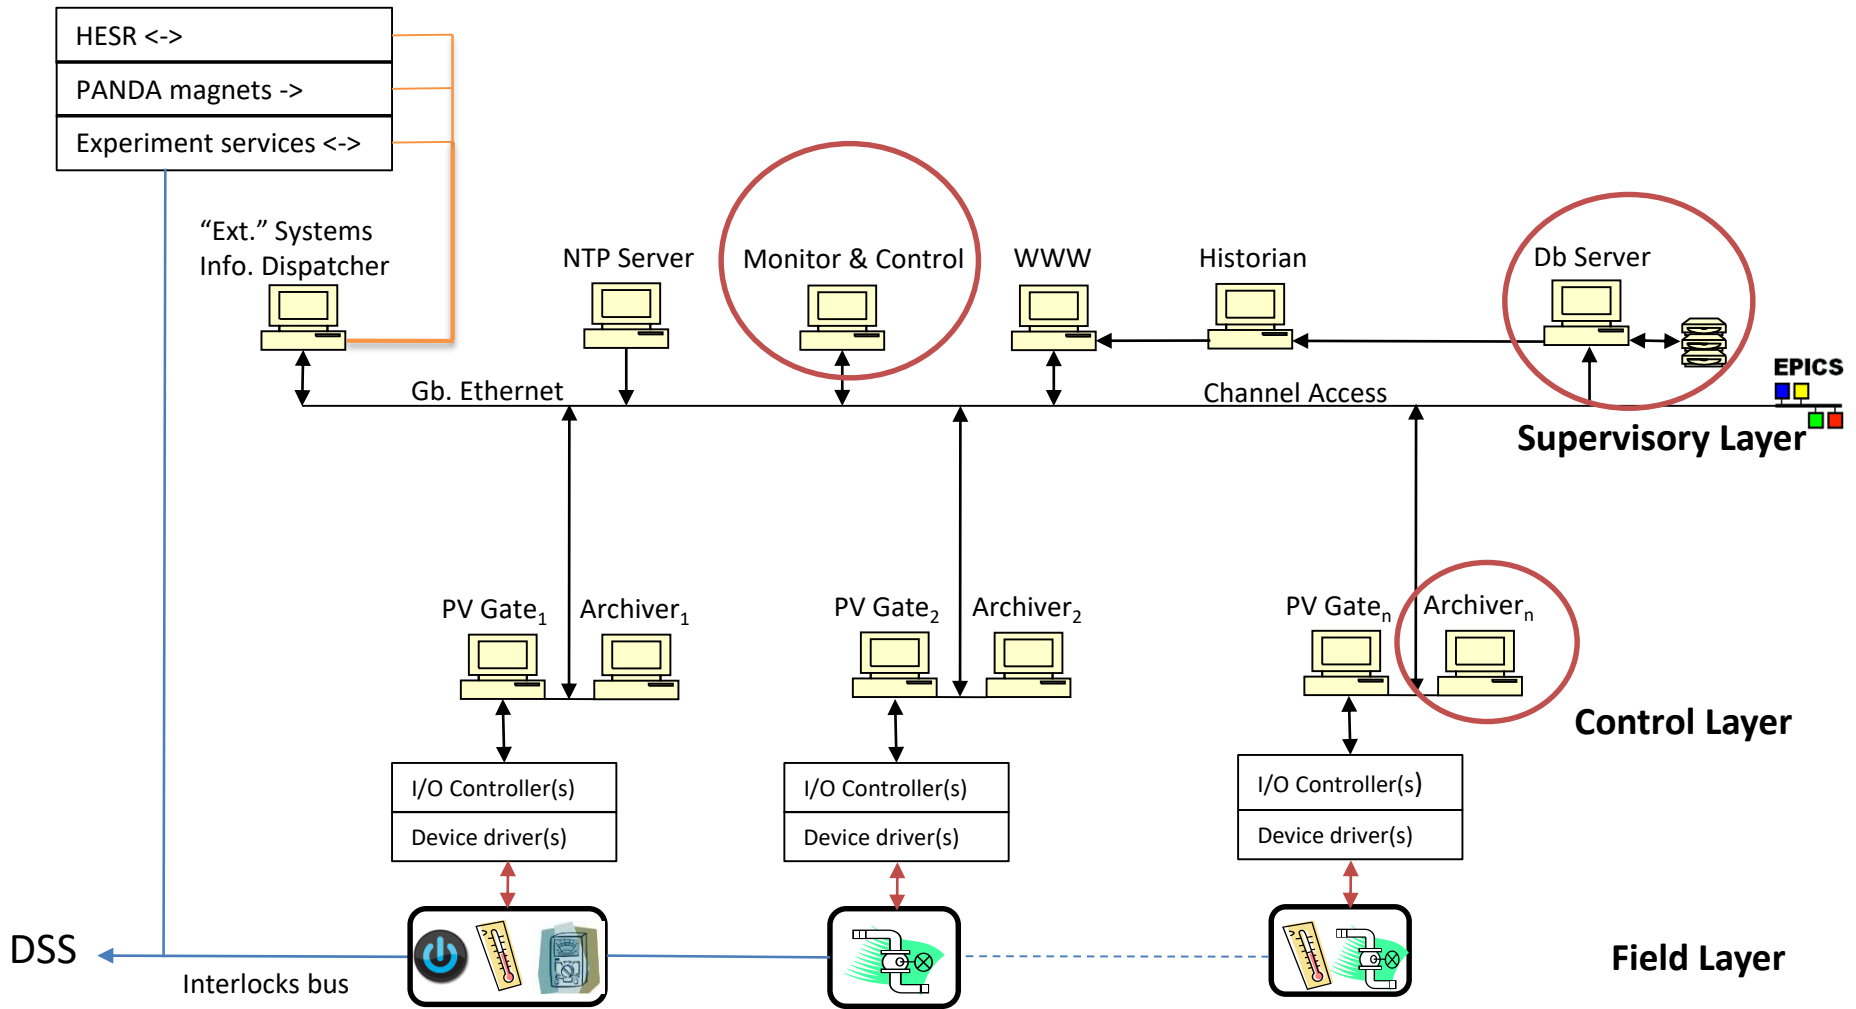 HESR <->
PANDA magnets ->
Experiment services <->
“Ext.” Systems
Info. Dispatcher
NTP Server
Monitor & Control
WWW
Historian
Db Server
EPICS
Gb. Ethernet
Channel Access
Supervisory Layer
PV Gate1
Archiver1
PV Gate2
Archiver2
PV Gaten
Archivern
Control Layer
I/O Controller(s)
Device driver(s)
I/O Controller(s)
Device driver(s)
I/O Controller(s)
Device driver(s)
DSS
Interlocks bus
Field Layer